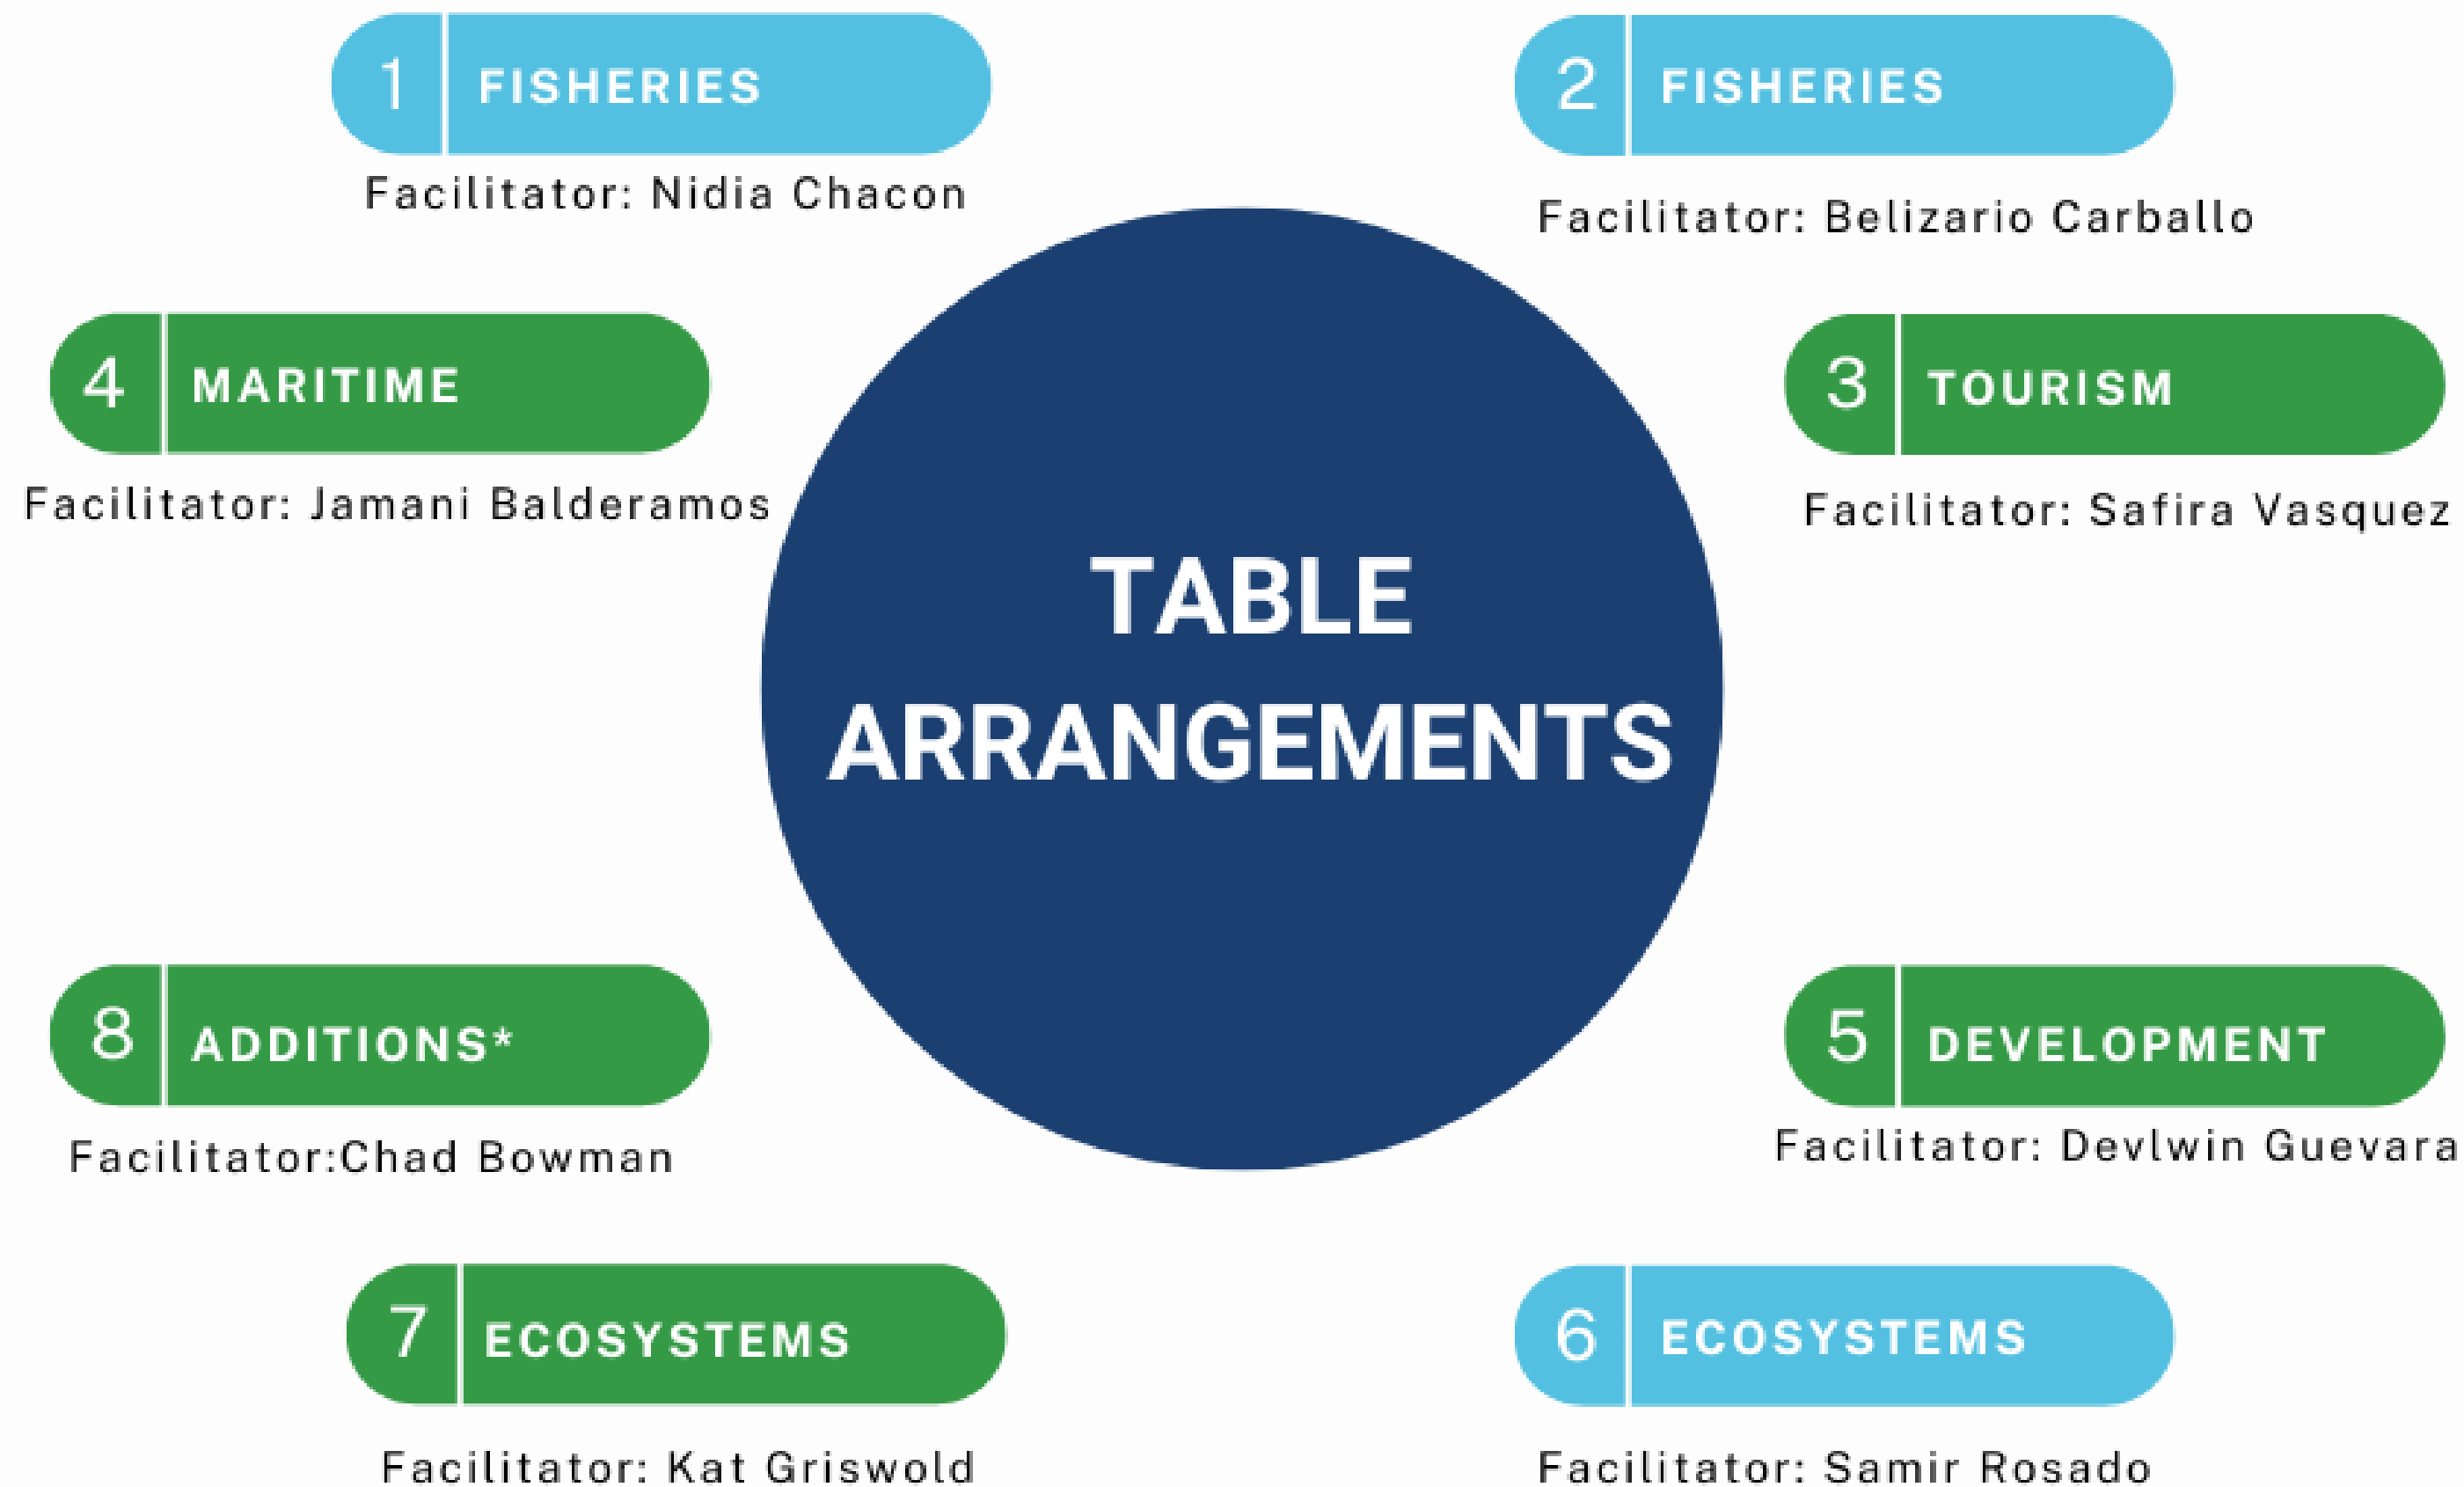 1 FISHERIES
Facilitator: Nidia Chacon
2 FISHERIES
Facilitator: Belizario Carballo
4 MARITIME
Facilitator: Jamani Balderamos
3 TOURISM
Facilitator: Safira Vasquez
TABLE
ARRANGEMENTS
8 ADDITIONS*
Facilitator:Chad Bowman
5 DEVELOPMENT
Facilitator: Devlwin Guevara
7 ECOSYSTEMS
Facilitator: Kat Griswold
6 ECOSYSTEMS
Facilitator: Samir Rosado